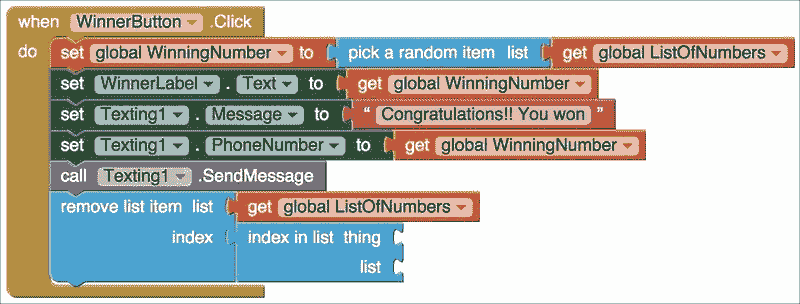 when WinnerButton .Click
do set global WinningNumber to pick a random item list get global ListOfNumbers
set WinnerLabel . Text to get global WinningNumber
set Texting1 . Message to " Congratulations!! You won "
set Texting1 . PhoneNumber to get global WinningNumber
call Texting1 .SendMessage
remove list item list get global ListOfNumbers
index index in list thing
list